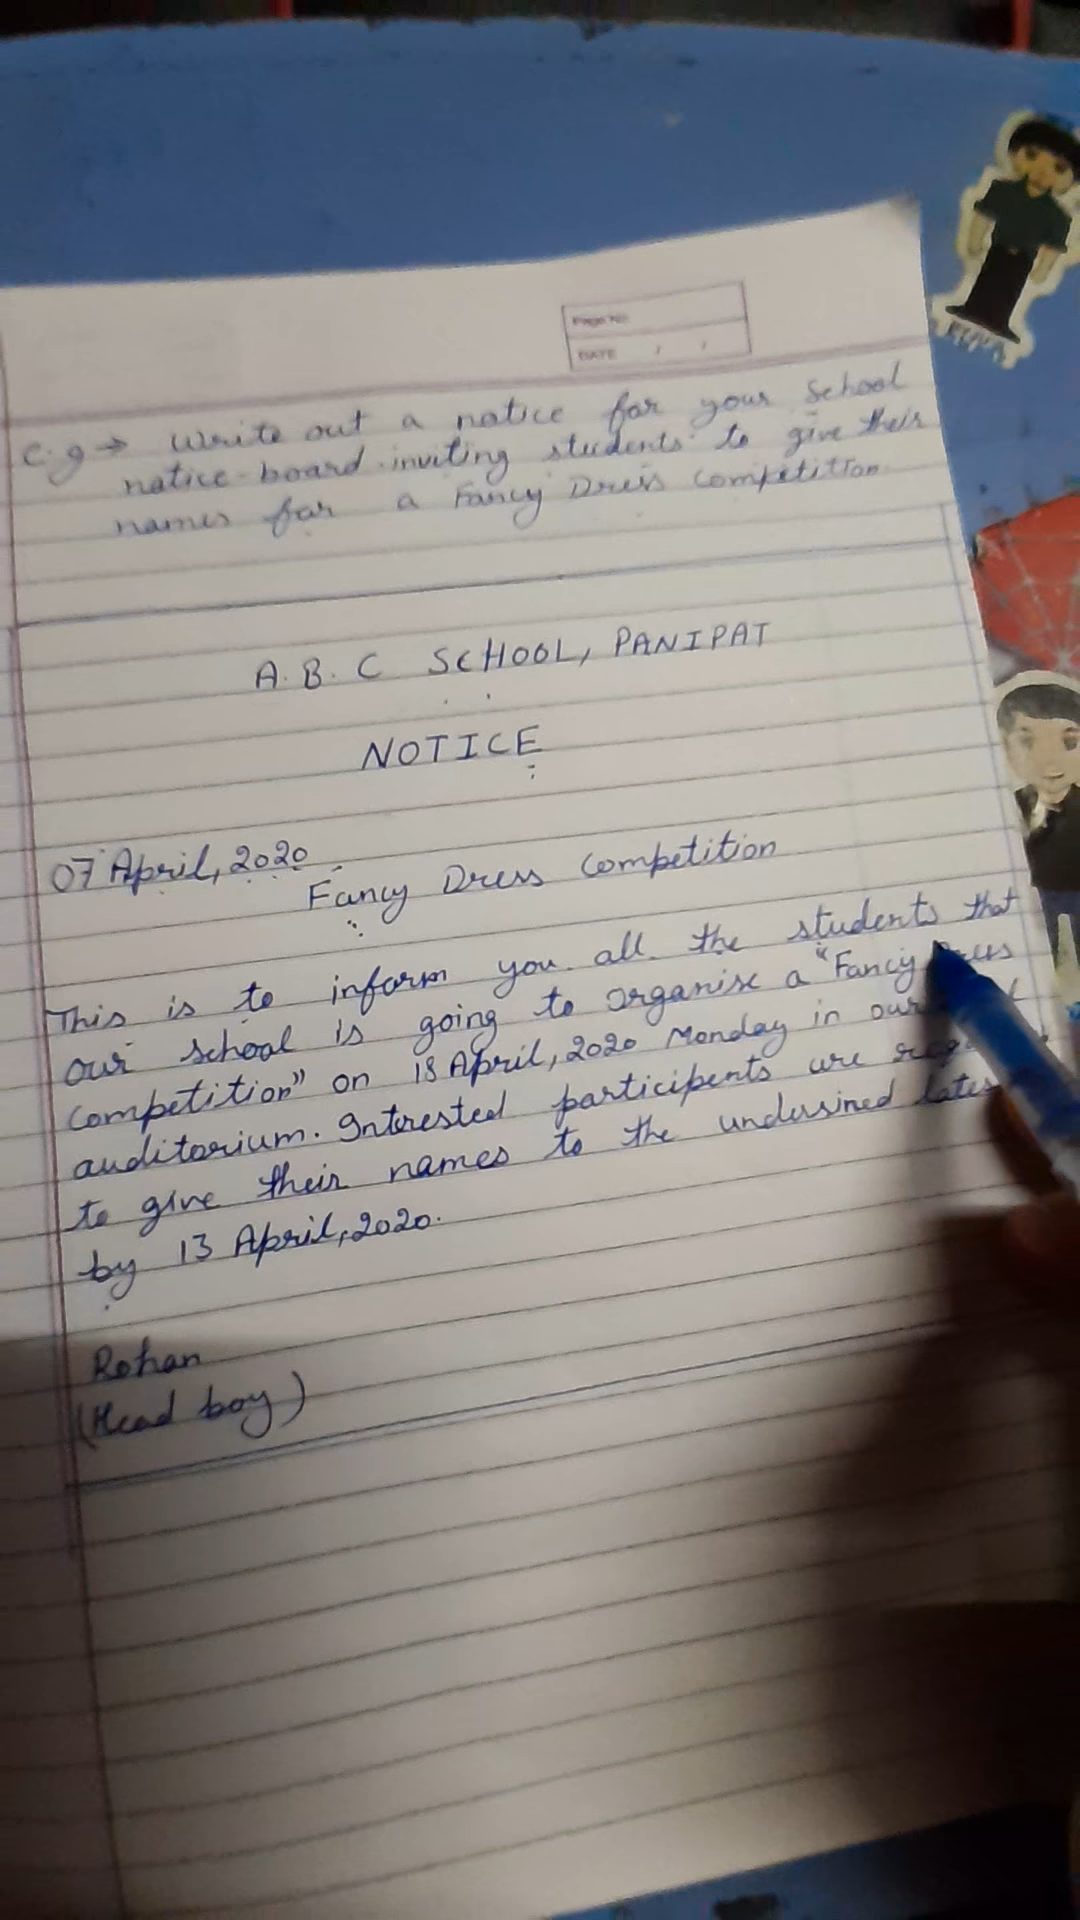 Page No.
DATE / /
e.g → Write out a notice for your school
notice-board inviting students to give their
names for a Fancy Dress Competition
A.B.C SCHOOL, PANIPAT
NOTICE
07 April, 2020
Fancy Dress Competition
This is to inform you all the students that
our school is going to organise a "Fancy
Competition" on 18 April, 2020 Monday in our
auditorium. Intrested participents are
to give their names to the undersined
by 13 April, 2020.
Rohan
(Head boy)